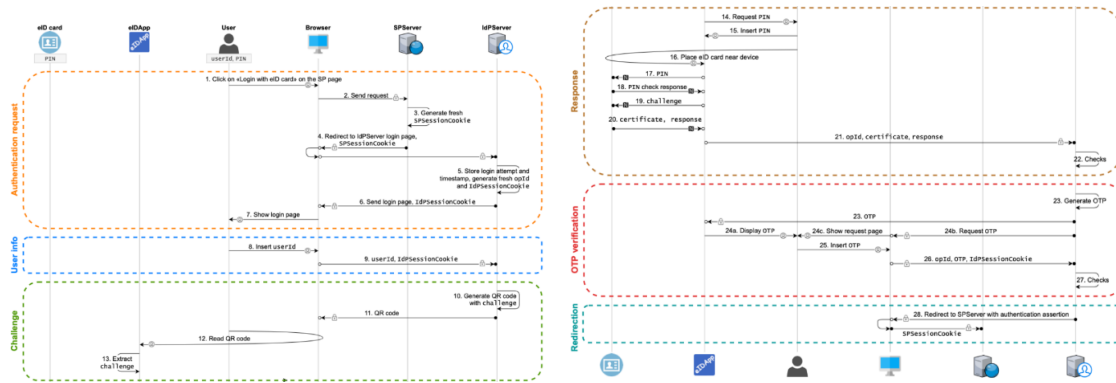 eID card
eIDApp
User
Browser
SPServer
IdPServer
eIDApp
PIN
userId, PIN
Authentication request
1. Click on «Login with eID card» on the SP page
2. Send request
3. Generate fresh
SPSessionCookie
4. Redirect to IdPServer login page,
SPSessionCookie
5. Store login attempt and
timestamp, generate fresh opId
and IdPSessionCookie
6. Send login page, IdPSessionCookie
7. Show login page
User info
8. Insert userId
9. userId, IdPSessionCookie
Challenge
10. Generate QR code
with challenge
11. QR code
12. Read QR code
13. Extract
challenge
Response
14. Request PIN
15. Insert PIN
16. Place eID card near device
17. PIN
18. PIN check response
19. challenge
20. certificate, response
21. opId, certificate, response
22. Checks
OTP verification
23. Generate OTP
23. OTP
24a. Display OTP
24c. Show request page
24b. Request OTP
25. Insert OTP
26. opId, OTP, IdPSessionCookie
27. Checks
Redirection
28. Redirect to SPServer with authentication assertion
SPSessionCookie
eIDApp